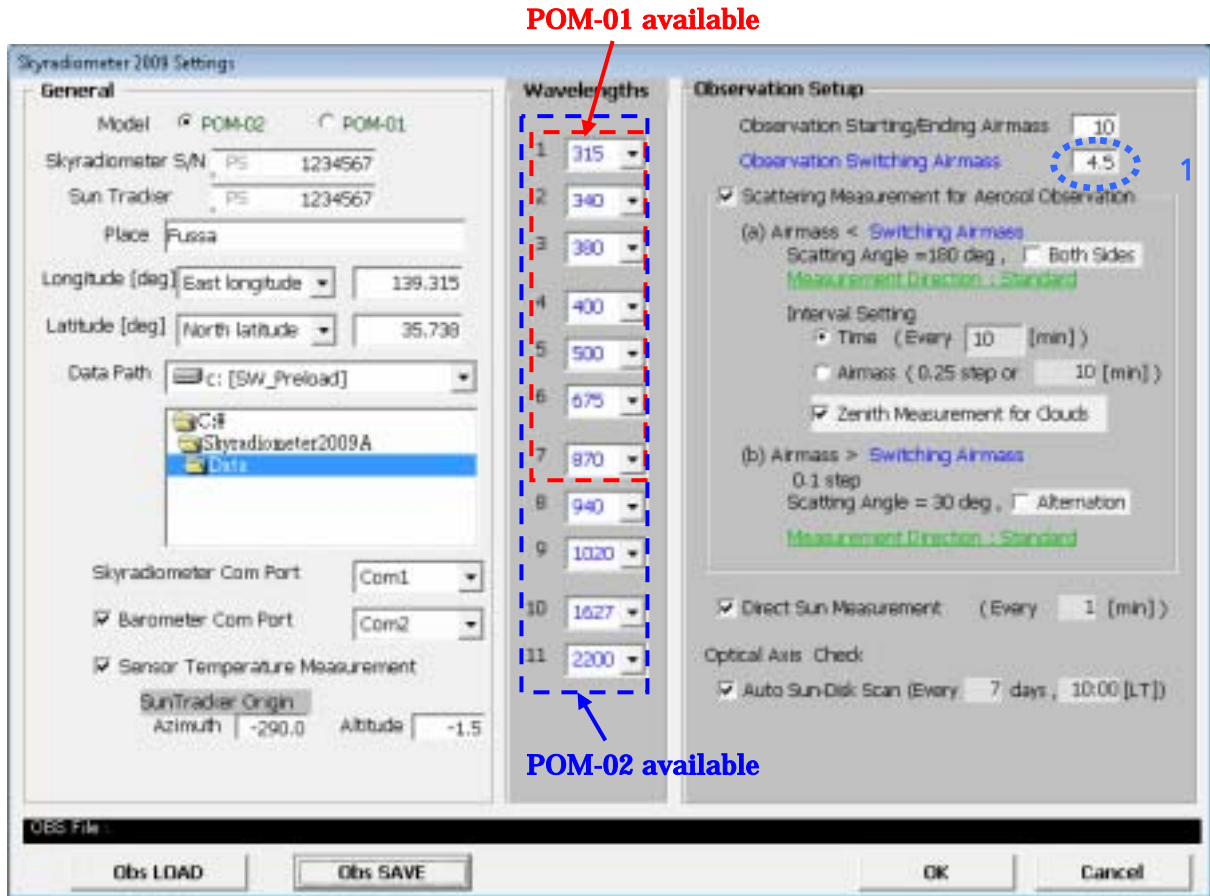 POM-01 available
Skyradiometer 2009 Settings
General
Model POM-02 POM-01
Skyradiometer S/N PS 1234567
Sun Tracker PS 1234567
Place Fussa
Longitude [deg] East longitude 139.315
Latitude [deg] North latitude 35.738
Data Path c: [SW_Preload]
C:¥
Skyradiometer2009A
Data
Skyradiometer Com Port Com1
Barometer Com Port Com2
Sensor Temperature Measurement
SunTracker Origin
Azimuth -290.0 Altitude -1.5
Wavelengths
1 315
2 340
3 380
4 400
5 500
6 675
7 870
8 940
9 1020
10 1627
11 2200
POM-02 available
Observation Setup
Observation Starting/Ending Airmass 10
Observation Switching Airmass 4.5 1
Scattering Measurement for Aerosol Observation
(a) Airmass < Switching Airmass
Scatting Angle =180 deg , Both Sides
Measurement Direction : Standard
Interval Setting
Time (Every 10 [min] )
Airmass ( 0.25 step or 10 [min] )
Zenith Measurement for Clouds
(b) Airmass > Switching Airmass
0.1 step
Scatting Angle = 30 deg , Alternation
Measurement Direction : Standard
Direct Sun Measurement (Every 1 [min] )
Optical Axis Check
Auto Sun-Disk Scan (Every 7 days , 10:00 [LT])
OBS File :
Obs LOAD Obs SAVE OK Cancel